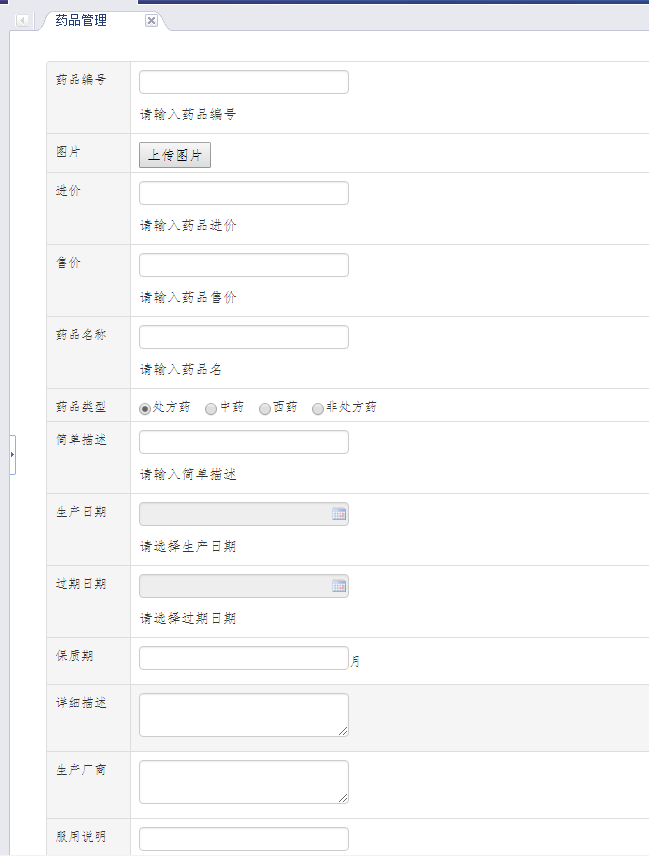 药品管理
药品编号
请输入药品编号
图片
上传图片
进价
请输入药品进价
售价
请输入药品售价
药品名称
请输入药品名
药品类型
处方药 中药 西药 非处方药
简单描述
请输入简单描述
生产日期
请选择生产日期
过期日期
请选择过期日期
保质期
月
详细描述
生产厂商
服用说明